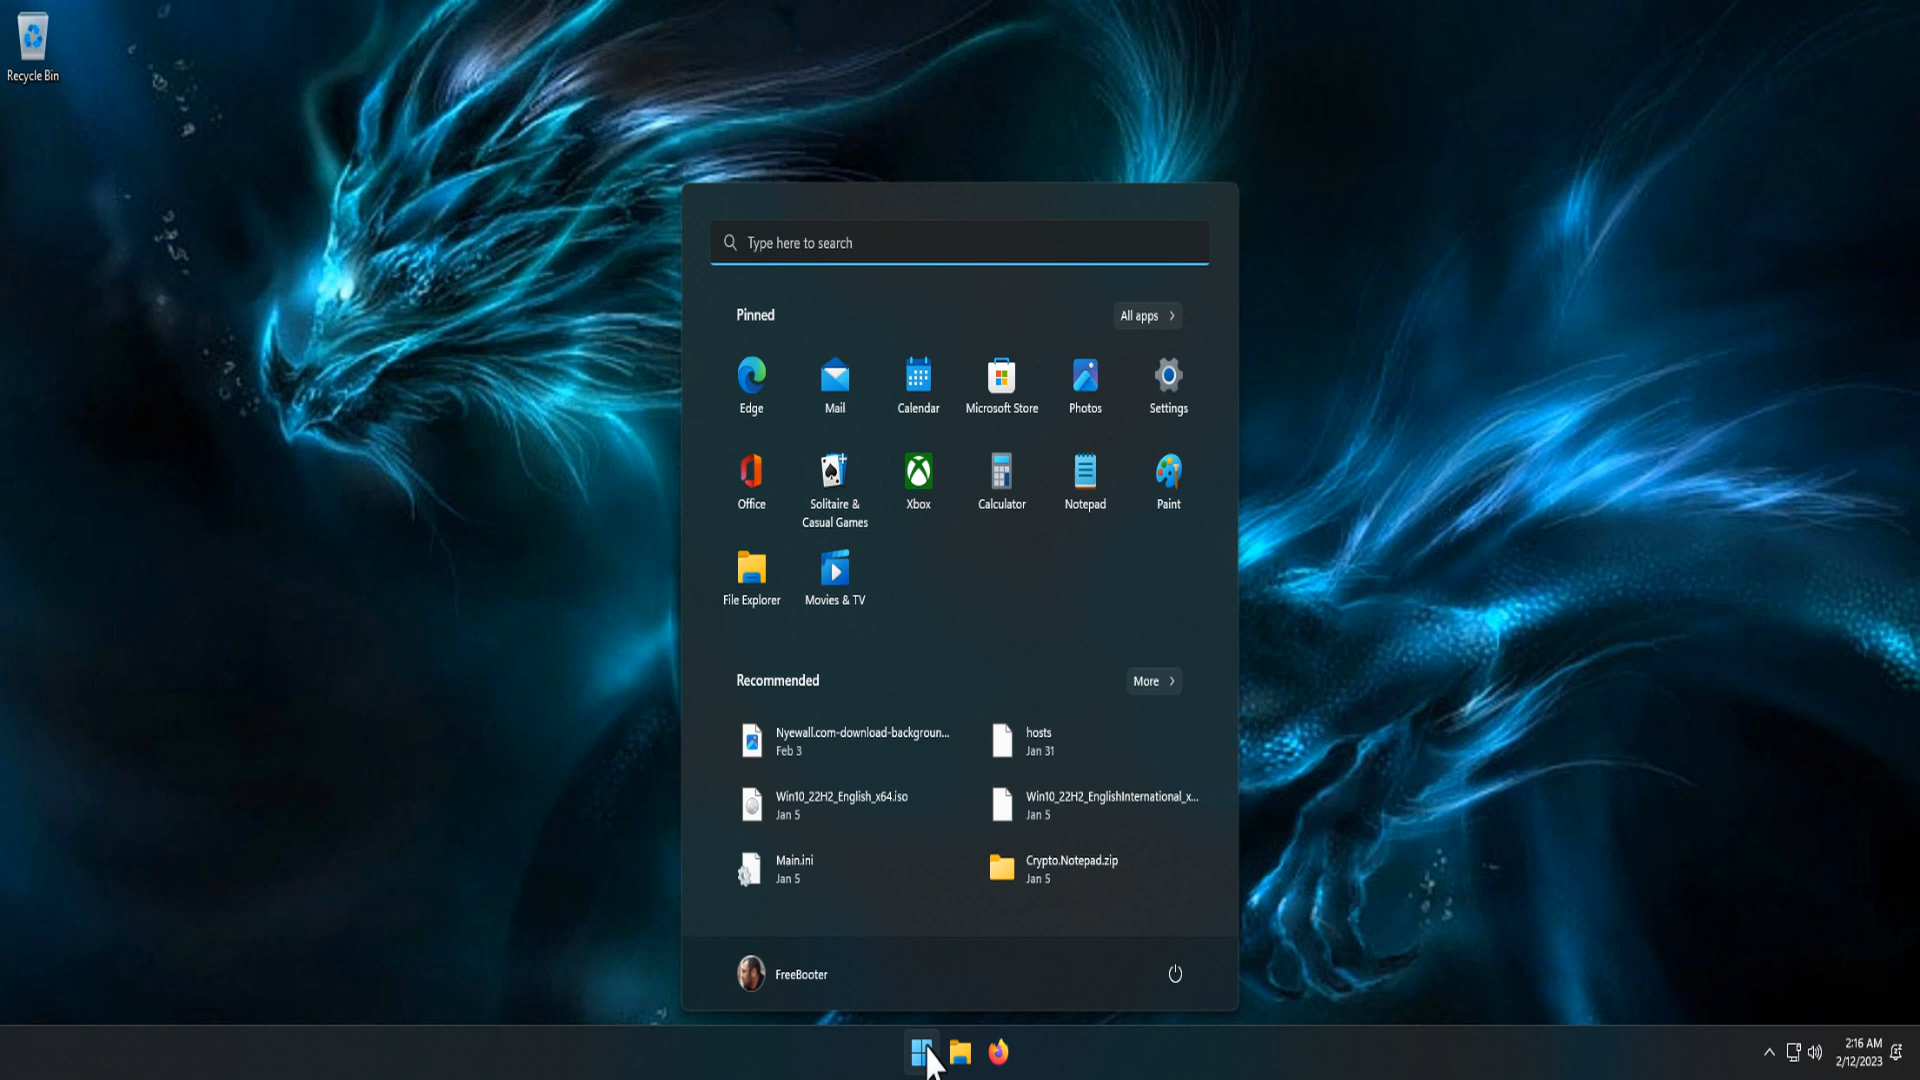 Recycle Bin
Type here to search
Pinned
All apps
Edge
Mail
Calendar
Microsoft Store
Photos
Settings
Office
Solitaire &
Casual Games
Xbox
Calculator
Notepad
Paint
File Explorer
Movies & TV
Recommended
More
Nyewall.com-download-backgroun...
Feb 3
hosts
Jan 31
Win10_22H2_English_x64.iso
Jan 5
Win10_22H2_EnglishInternational_x...
Jan 5
Main.ini
Jan 5
Crypto.Notepad.zip
Jan 5
FreeBooter
2:16 AM
2/12/2023